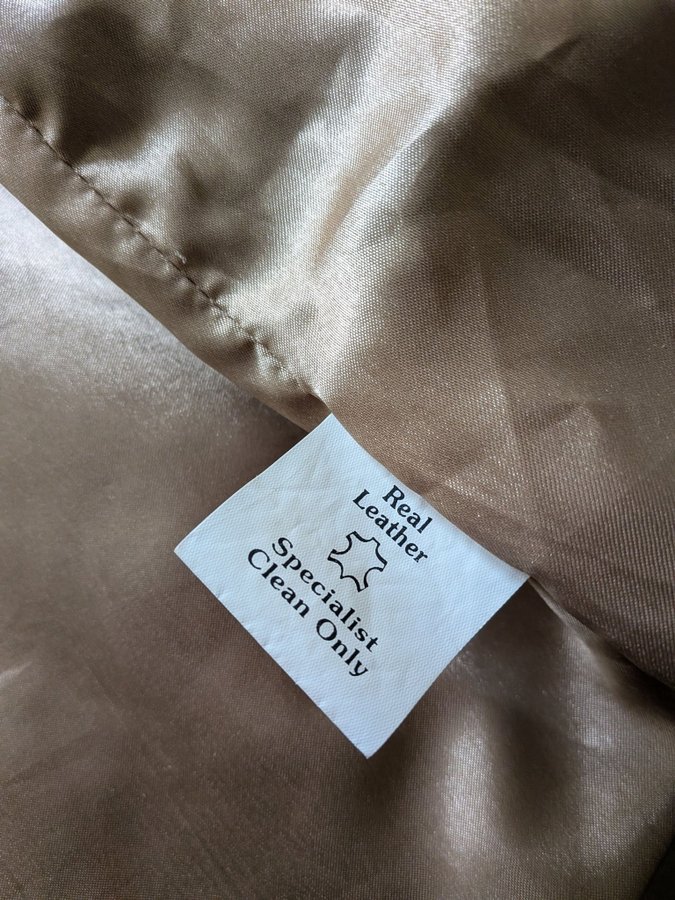 Real
Leather
Specialist
Clean Only